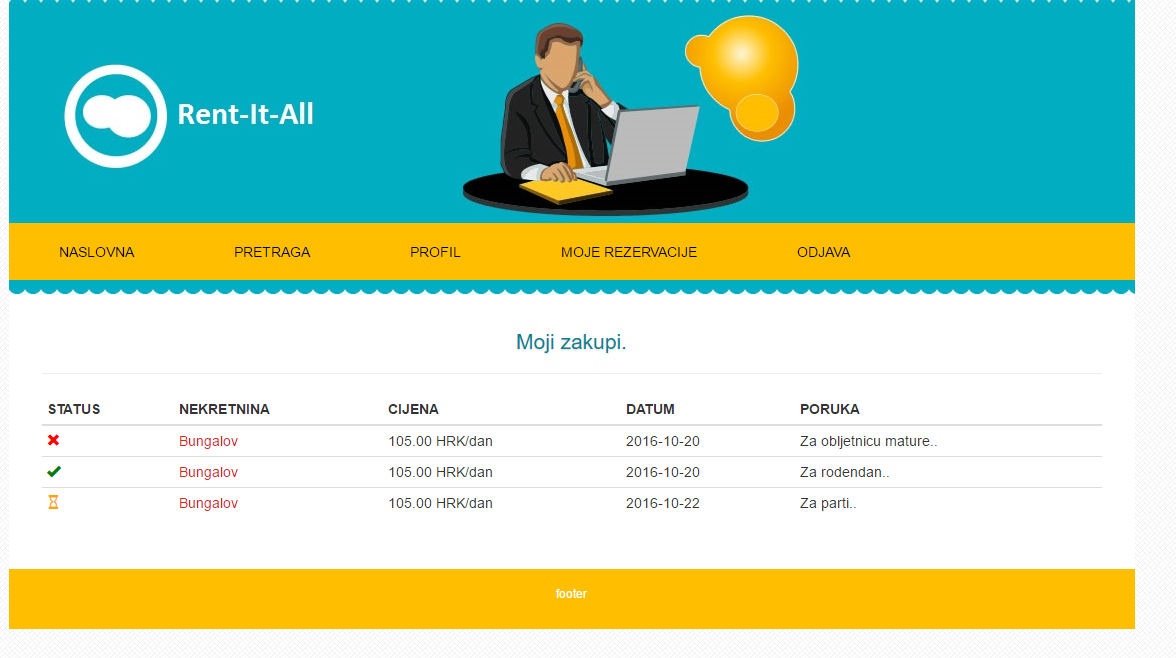 Rent-It-All
NASLOVNA PRETRAGA PROFIL MOJE REZERVACIJE ODJAVA
Moji zakupi.
STATUS NEKRETNINA CIJENA DATUM PORUKA
Bungalov 105.00 HRK/dan 2016-10-20 Za obljetnicu mature..
Bungalov 105.00 HRK/dan 2016-10-20 Za rodendan..
Bungalov 105.00 HRK/dan 2016-10-22 Za parti..
footer